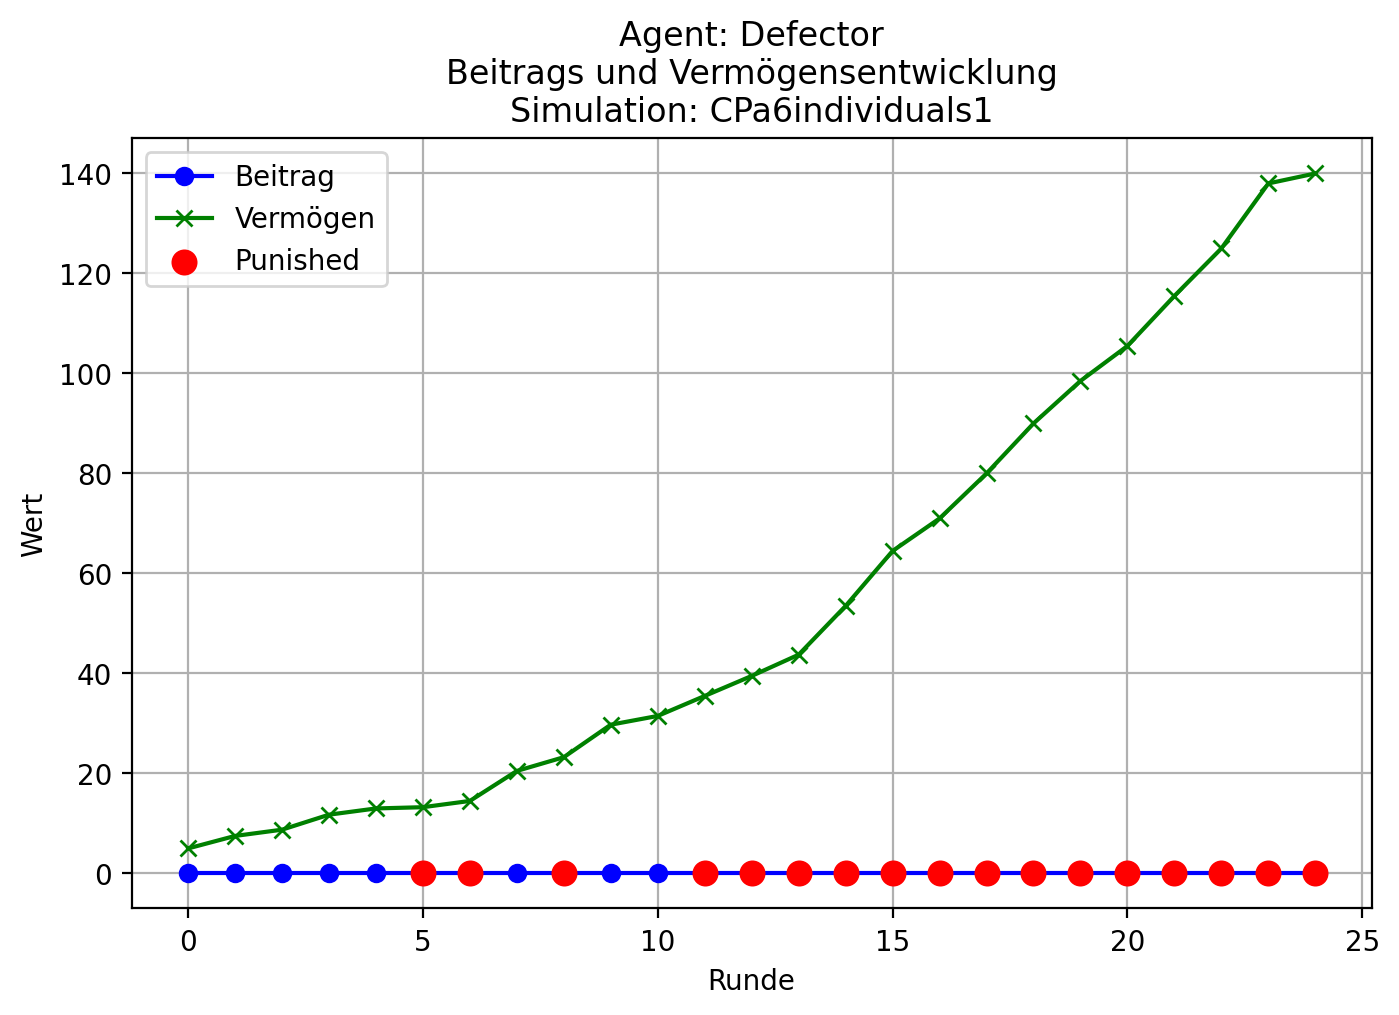 Agent: Defector
Beitrags und Vermögensentwicklung
Simulation: CPa6individuals1
Beitrag
Vermögen
Punished
140
120
100
80
60
40
20
0
Wert
0 5 10 15 20 25
Runde